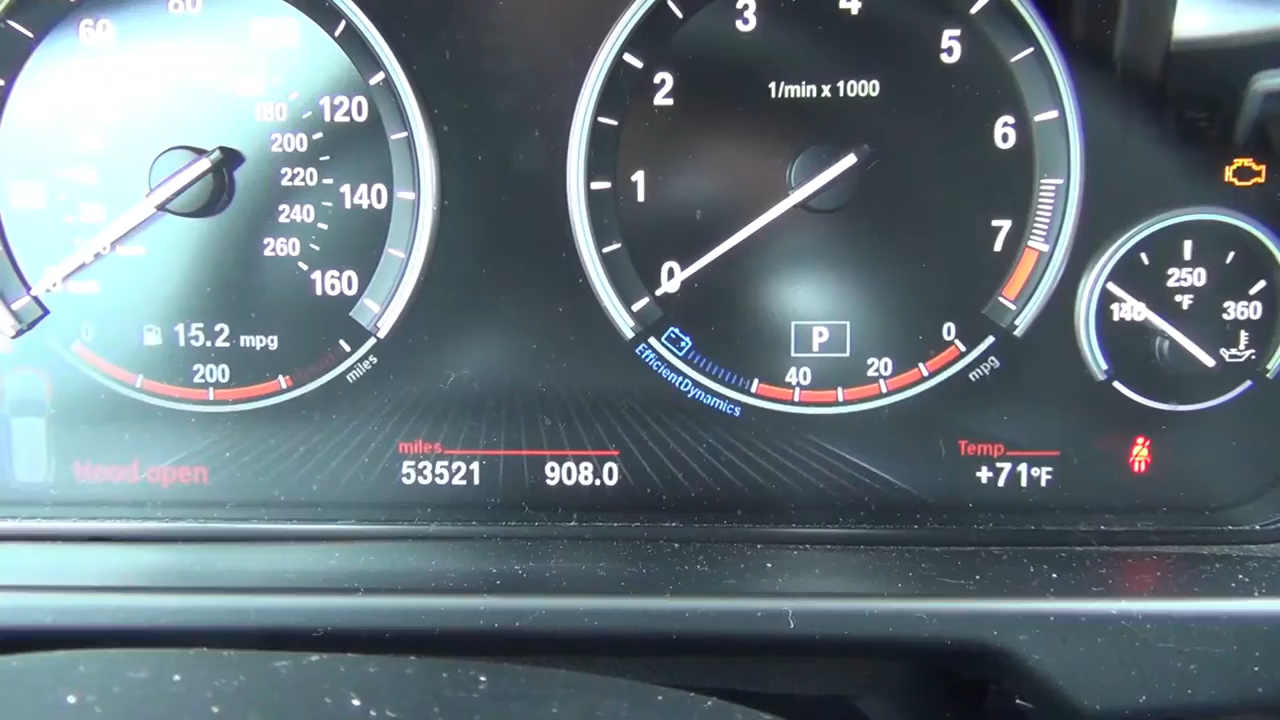 60
80
120
180
200
220
140
240
260
160
15.2 mpg
0
200
miles
1/min x 1000
0
1
2
3
4
5
6
7
P
EfficientDynamics
40
20
0
mpg
140
250
°F
360
Hood open
miles
53521 908.0
Temp
+71°F